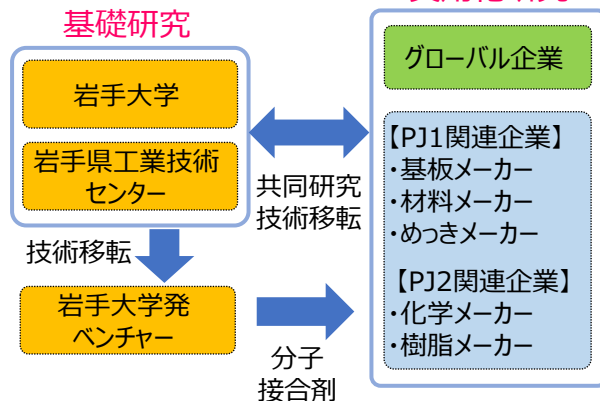 基礎研究
岩手大学
岩手県工業技術
センター
技術移転
岩手大学発
ベンチャー
共同研究
技術移転
分子
接合剤
グローバル企業
【PJ1関連企業】
・基板メーカー
・材料メーカー
・めっきメーカー
【PJ2関連企業】
・化学メーカー
・樹脂メーカー